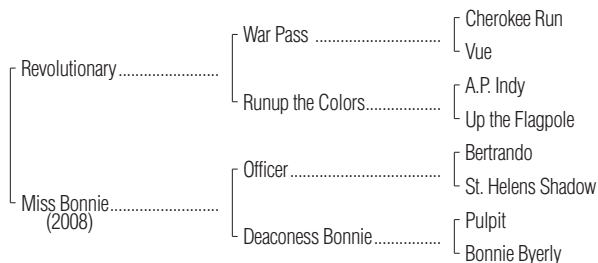 Cherokee Run
War Pass ........................................
Vue
Revolutionary................................
A.P. Indy
Runup the Colors........................
Up the Flagpole
Bertrando
Officer................................................
St. Helens Shadow
Miss Bonnie...................................
(2008)
Pulpit
Deaconess Bonnie.....................
Bonnie Byerly